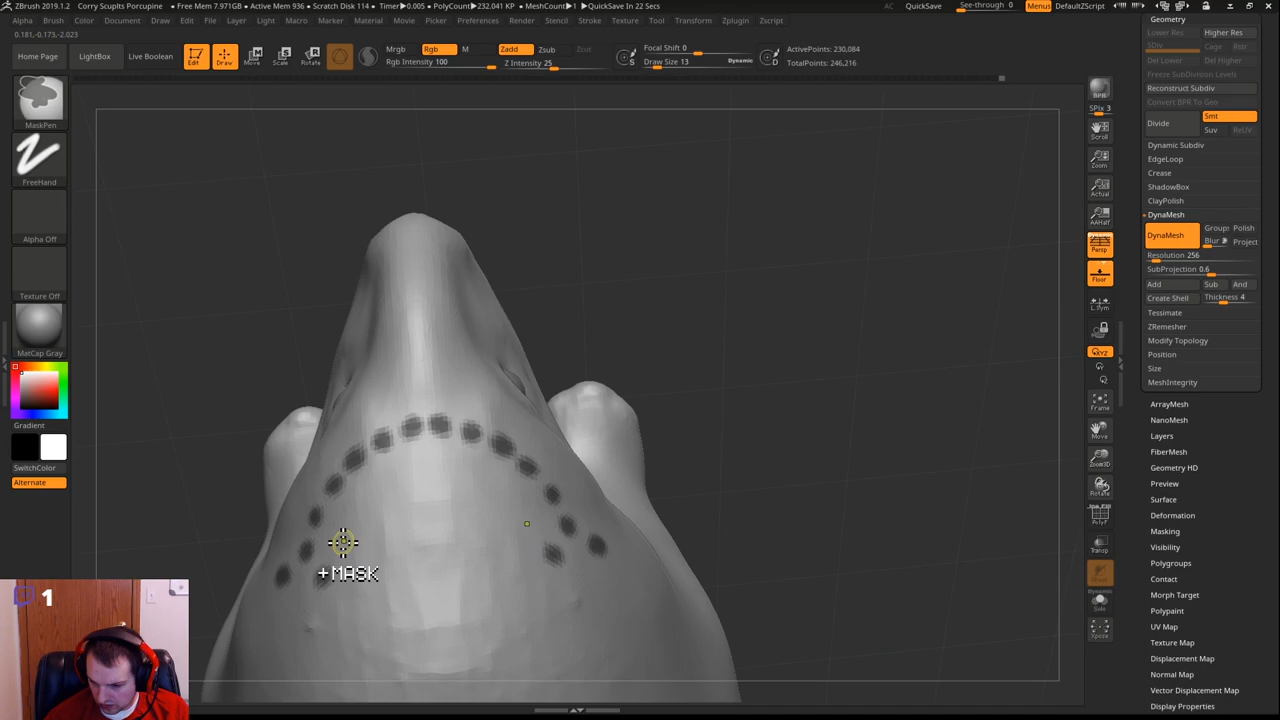 ZBrush 2019.1.2 Corry Scuplts Porcupine • Free Mem 7.971GB • Active Mem 936 • Scratch Disk 114 • Timer▶0.005 • PolyCount▶232.041 KP • MeshCount▶1 ▶QuickSave In 22 Secs
AC QuickSave See-through 0 Menus DefaultZScript
Alpha Brush Color Document Draw Edit File Layer Light Macro Marker Material Movie Picker Preferences Render Stencil Stroke Texture Tool Transform Zplugin Zscript
0.181,-0.173,-2.023
Home Page LightBox Live Boolean Edit Draw Move Scale Rotate
Mrgb Rgb M Zadd Zsub Zcut
Rgb Intensity 100 Z Intensity 25
S Focal Shift 0
Draw Size 13 Dynamic
D ActivePoints: 230,084
TotalPoints: 246,216
MaskPen
FreeHand
Alpha Off
Texture Off
MatCap Gray
Gradient
SwitchColor
Alternate
+MASK
1
BPR
SPix 3
Scroll
Zoom
Actual
AAHalf
Persp
Floor
L.Sym
XYZ
Frame
Move
Zoom3D
Rotate
PolyF
Transp
Dynamic
Solo
Xpose
Geometry
Lower Res Higher Res
SDiv Cage Rstr
Del Lower Del Higher
Freeze SubDivision Levels
Reconstruct Subdiv
Convert BPR To Geo
Divide Smt
Suv ReUV
Dynamic Subdiv
EdgeLoop
Crease
ShadowBox
ClayPolish
DynaMesh
DynaMesh Groups Polish
Blur Project
Resolution 256
SubProjection 0.6
Add Sub And
Create Shell Thickness 4
Tessimate
ZRemesher
Modify Topology
Position
Size
MeshIntegrity
ArrayMesh
NanoMesh
Layers
FiberMesh
Geometry HD
Preview
Surface
Deformation
Masking
Visibility
Polygroups
Contact
Morph Target
Polypaint
UV Map
Texture Map
Displacement Map
Normal Map
Vector Displacement Map
Display Properties